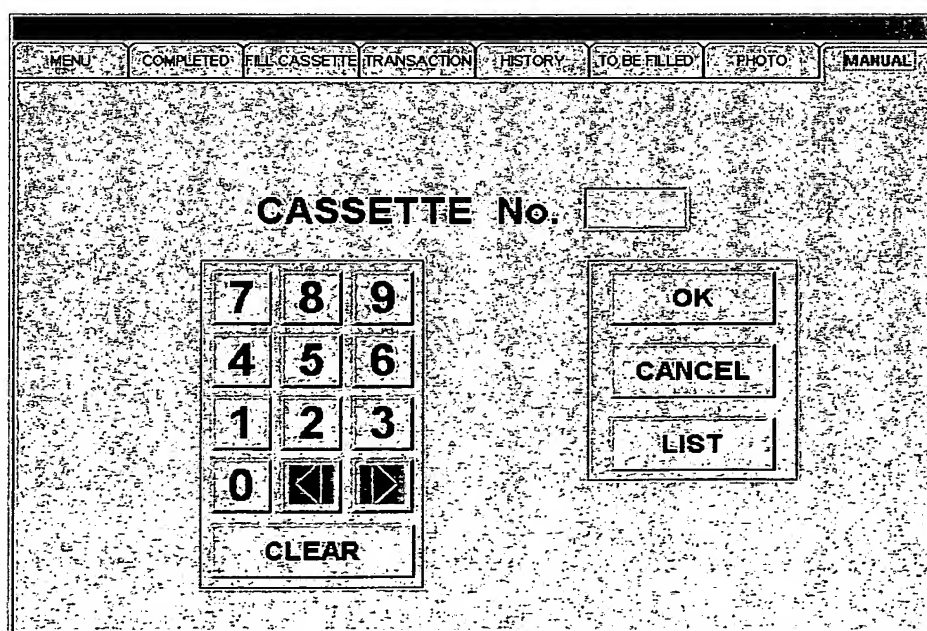 MENU COMPLETED FILL CASSETTE TRANSACTION HISTORY TO BE FILLED PHOTO MANUAL
CASSETTE No.
7 8 9
4 5 6
1 2 3
0
CLEAR
OK
CANCEL
LIST